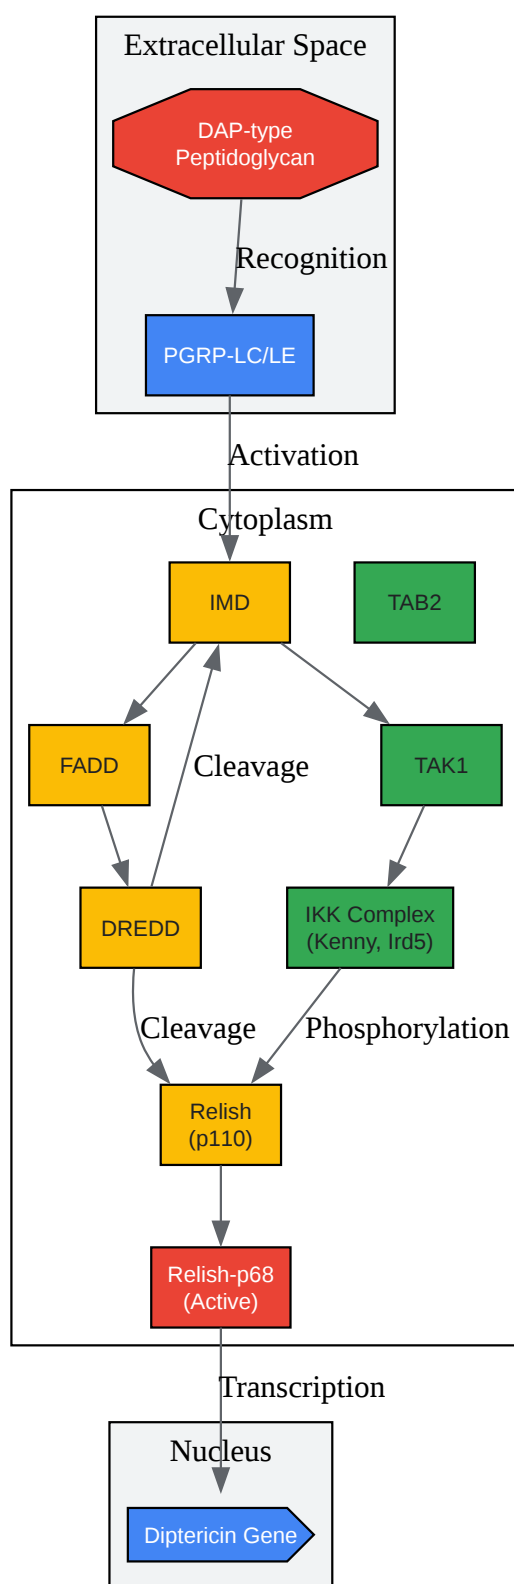 Extracellular Space
DAP-type
Peptidoglycan
Recognition
PGRP-LC/LE
Activation
Cytoplasm
IMD
TAB2
FADD
Cleavage
TAK1
DREDD
IKK Complex
(Kenny, Ird5)
Cleavage
Phosphorylation
Relish
(p110)
Relish-p68
(Active)
Transcription
Nucleus
Diptericin Gene